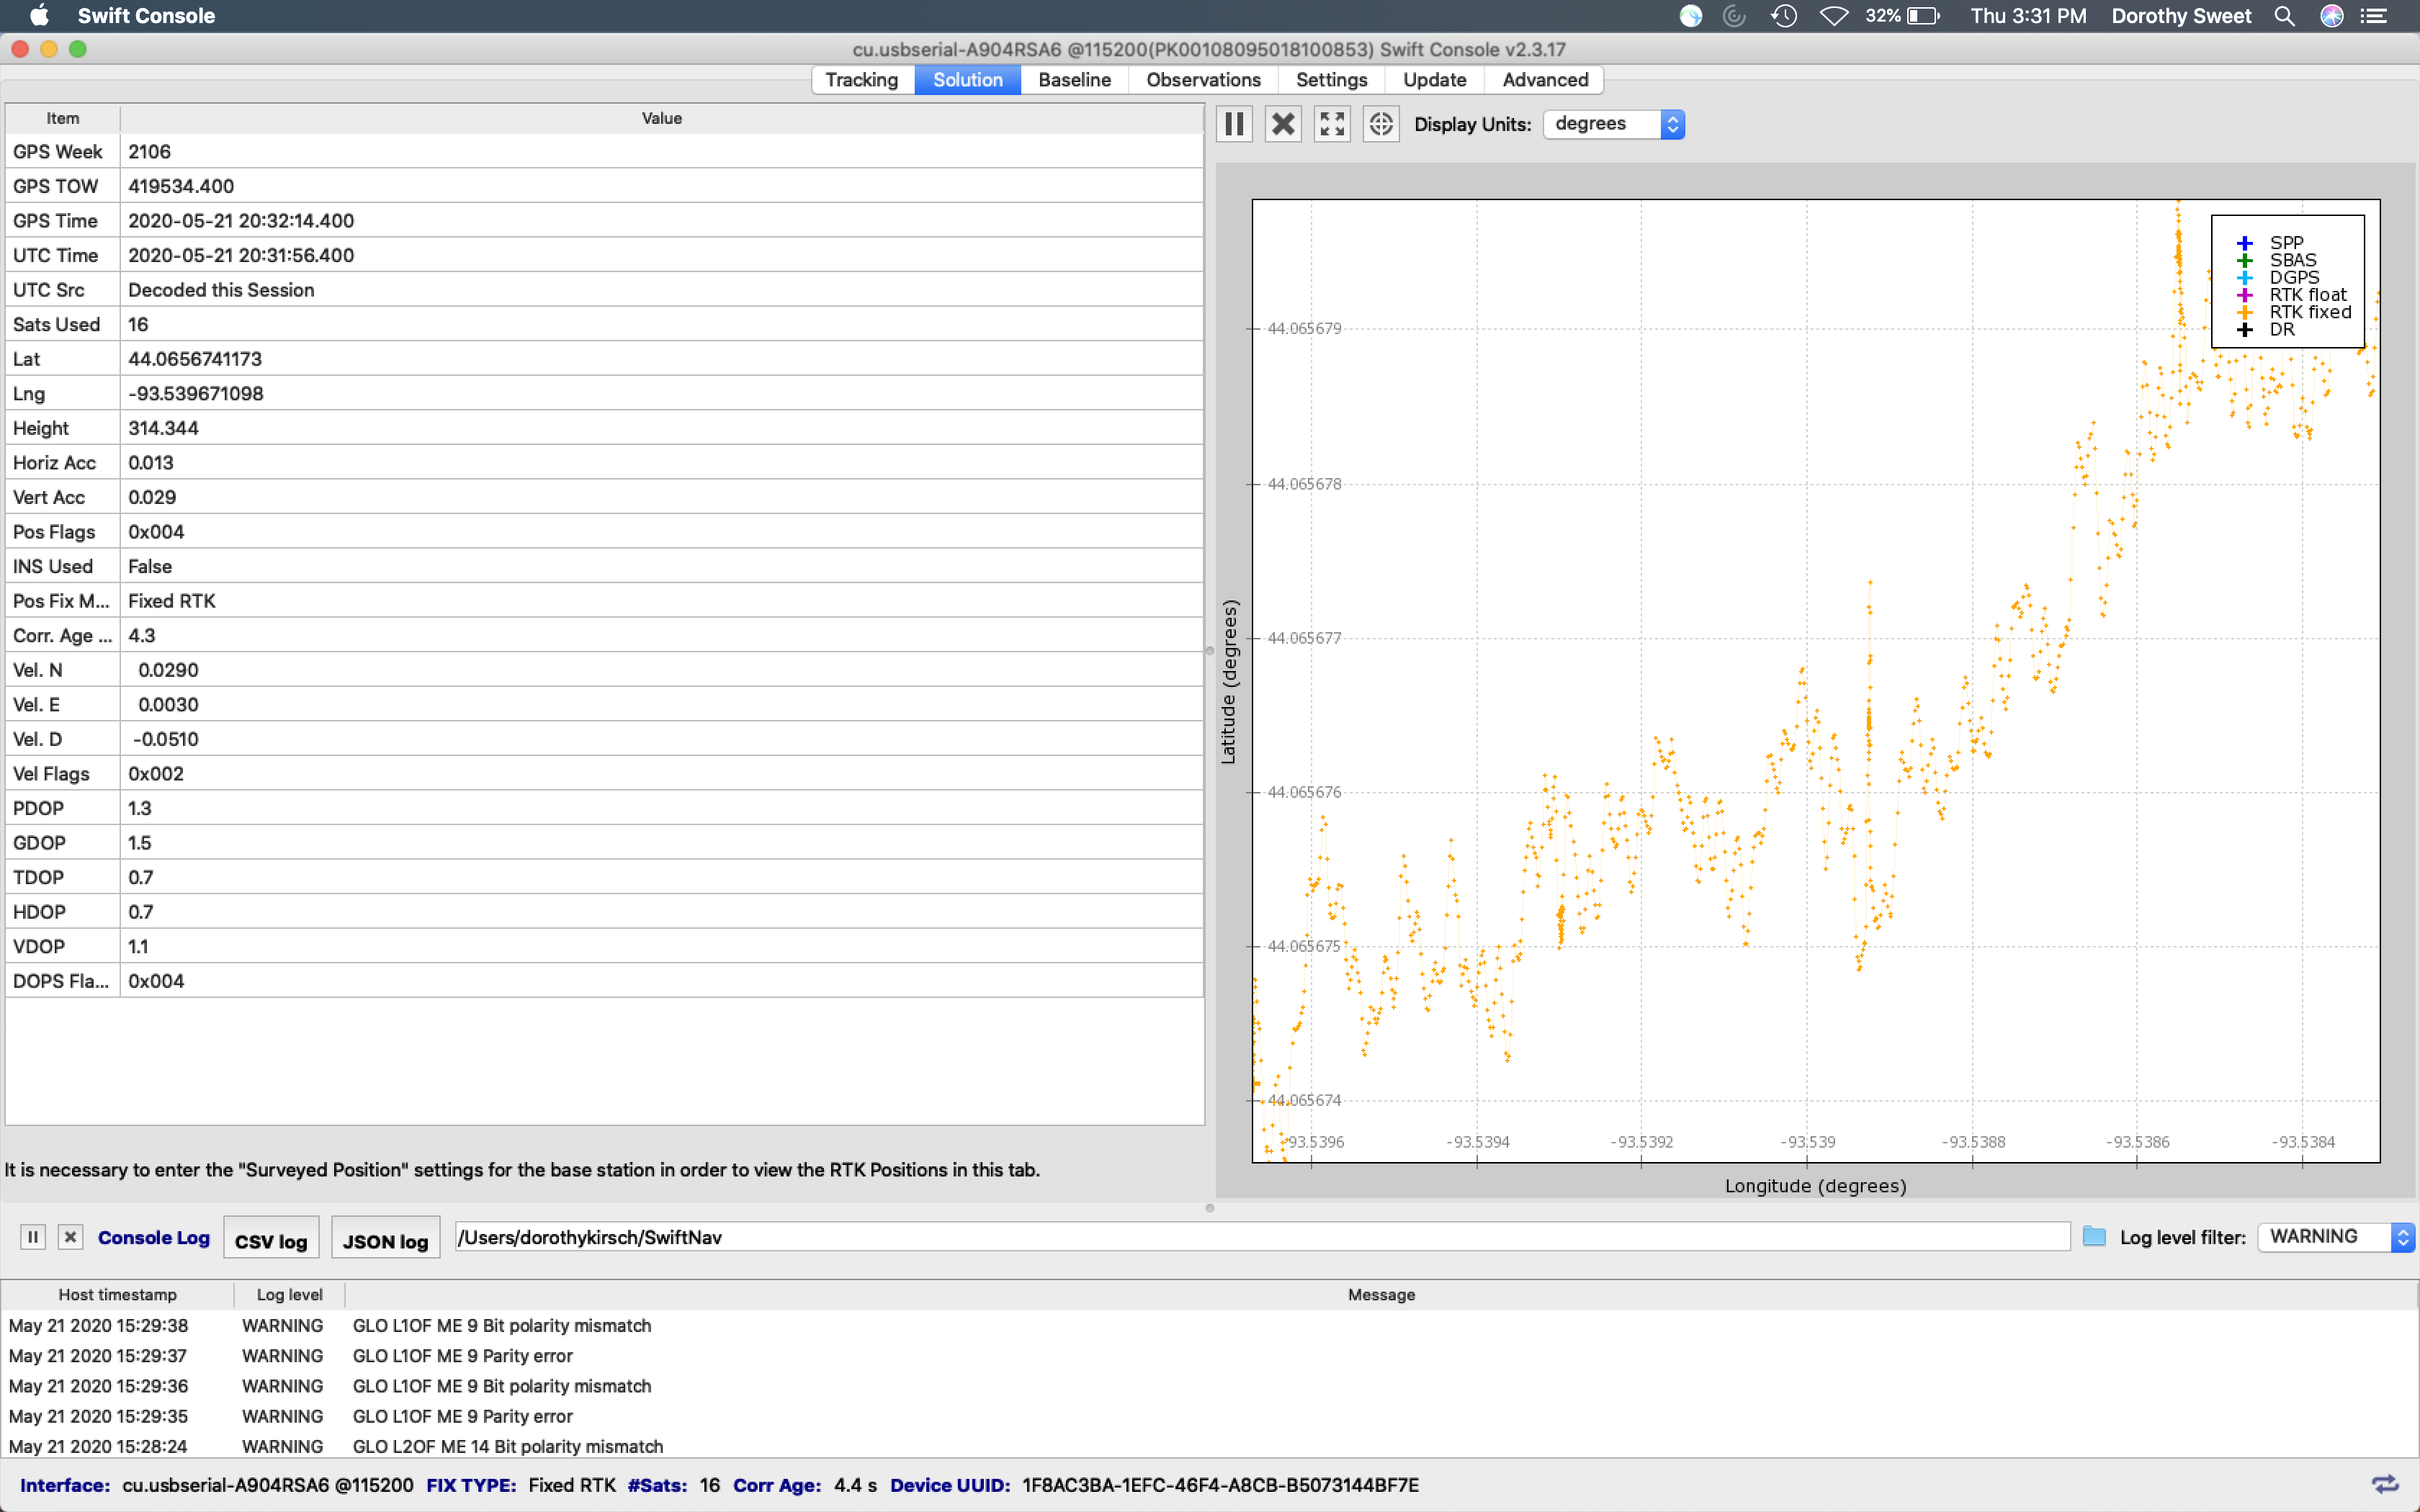 Swift Console 32% Thu 3:31 PM Dorothy Sweet
cu.usbserial-A904RSA6 @115200(PK00108095018100853) Swift Console v2.3.17
Tracking Solution Baseline Observations Settings Update Advanced
Item Value
GPS Week 2106
GPS TOW 419534.400
GPS Time 2020-05-21 20:32:14.400
UTC Time 2020-05-21 20:31:56.400
UTC Src Decoded this Session
Sats Used 16
Lat 44.0656741173
Lng -93.539671098
Height 314.344
Horiz Acc 0.013
Vert Acc 0.029
Pos Flags 0x004
INS Used False
Pos Fix M... Fixed RTK
Corr. Age ... 4.3
Vel. N 0.0290
Vel. E 0.0030
Vel. D -0.0510
Vel Flags 0x002
PDOP 1.3
GDOP 1.5
TDOP 0.7
HDOP 0.7
VDOP 1.1
DOPS Fla... 0x004
It is necessary to enter the "Surveyed Position" settings for the base station in order to view the RTK Positions in this tab.
Display Units: degrees
SPP
SBAS
DGPS
RTK float
RTK fixed
DR
Latitude (degrees)
44.065679
44.065678
44.065677
44.065676
44.065675
44.065674
93.5396 -93.5394 -93.5392 -93.539 -93.5388 -93.5386 -93.5384
Longitude (degrees)
Console Log CSV log JSON log /Users/dorothykirsch/SwiftNav Log level filter: WARNING
Host timestamp Log level Message
May 21 2020 15:29:38 WARNING GLO L1OF ME 9 Bit polarity mismatch
May 21 2020 15:29:37 WARNING GLO L1OF ME 9 Parity error
May 21 2020 15:29:36 WARNING GLO L1OF ME 9 Bit polarity mismatch
May 21 2020 15:29:35 WARNING GLO L1OF ME 9 Parity error
May 21 2020 15:28:24 WARNING GLO L2OF ME 14 Bit polarity mismatch
Interface: cu.usbserial-A904RSA6 @115200 FIX TYPE: Fixed RTK #Sats: 16 Corr Age: 4.4 s Device UUID: 1F8AC3BA-1EFC-46F4-A8CB-B5073144BF7E